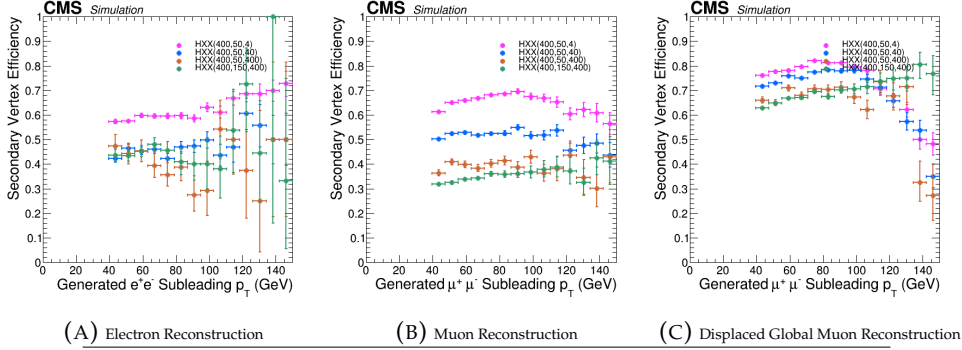 CMS Simulation
Secondary Vertex Efficiency
1
0.9
0.8
0.7
0.6
0.5
0.4
0.3
0.2
0.1
0
HXX(400,50,4)
HXX(400,50,40)
HXX(400,50,400)
HXX(400,150,400)
0 20 40 60 80 100 120 140
Generated e⁺e⁻ Subleading p_T (GeV)
(A) Electron Reconstruction
CMS Simulation
Secondary Vertex Efficiency
1
0.9
0.8
0.7
0.6
0.5
0.4
0.3
0.2
0.1
0
HXX(400,50,4)
HXX(400,50,40)
HXX(400,50,400)
HXX(400,150,400)
0 20 40 60 80 100 120 140
Generated μ⁺ μ⁻ Subleading p_T (GeV)
(B) Muon Reconstruction
CMS Simulation
Secondary Vertex Efficiency
1
0.9
0.8
0.7
0.6
0.5
0.4
0.3
0.2
0.1
0
HXX(400,50,4)
HXX(400,50,40)
HXX(400,50,400)
HXX(400,150,400)
0 20 40 60 80 100 120 140
Generated μ⁺ μ⁻ Subleading p_T (GeV)
(C) Displaced Global Muon Reconstruction